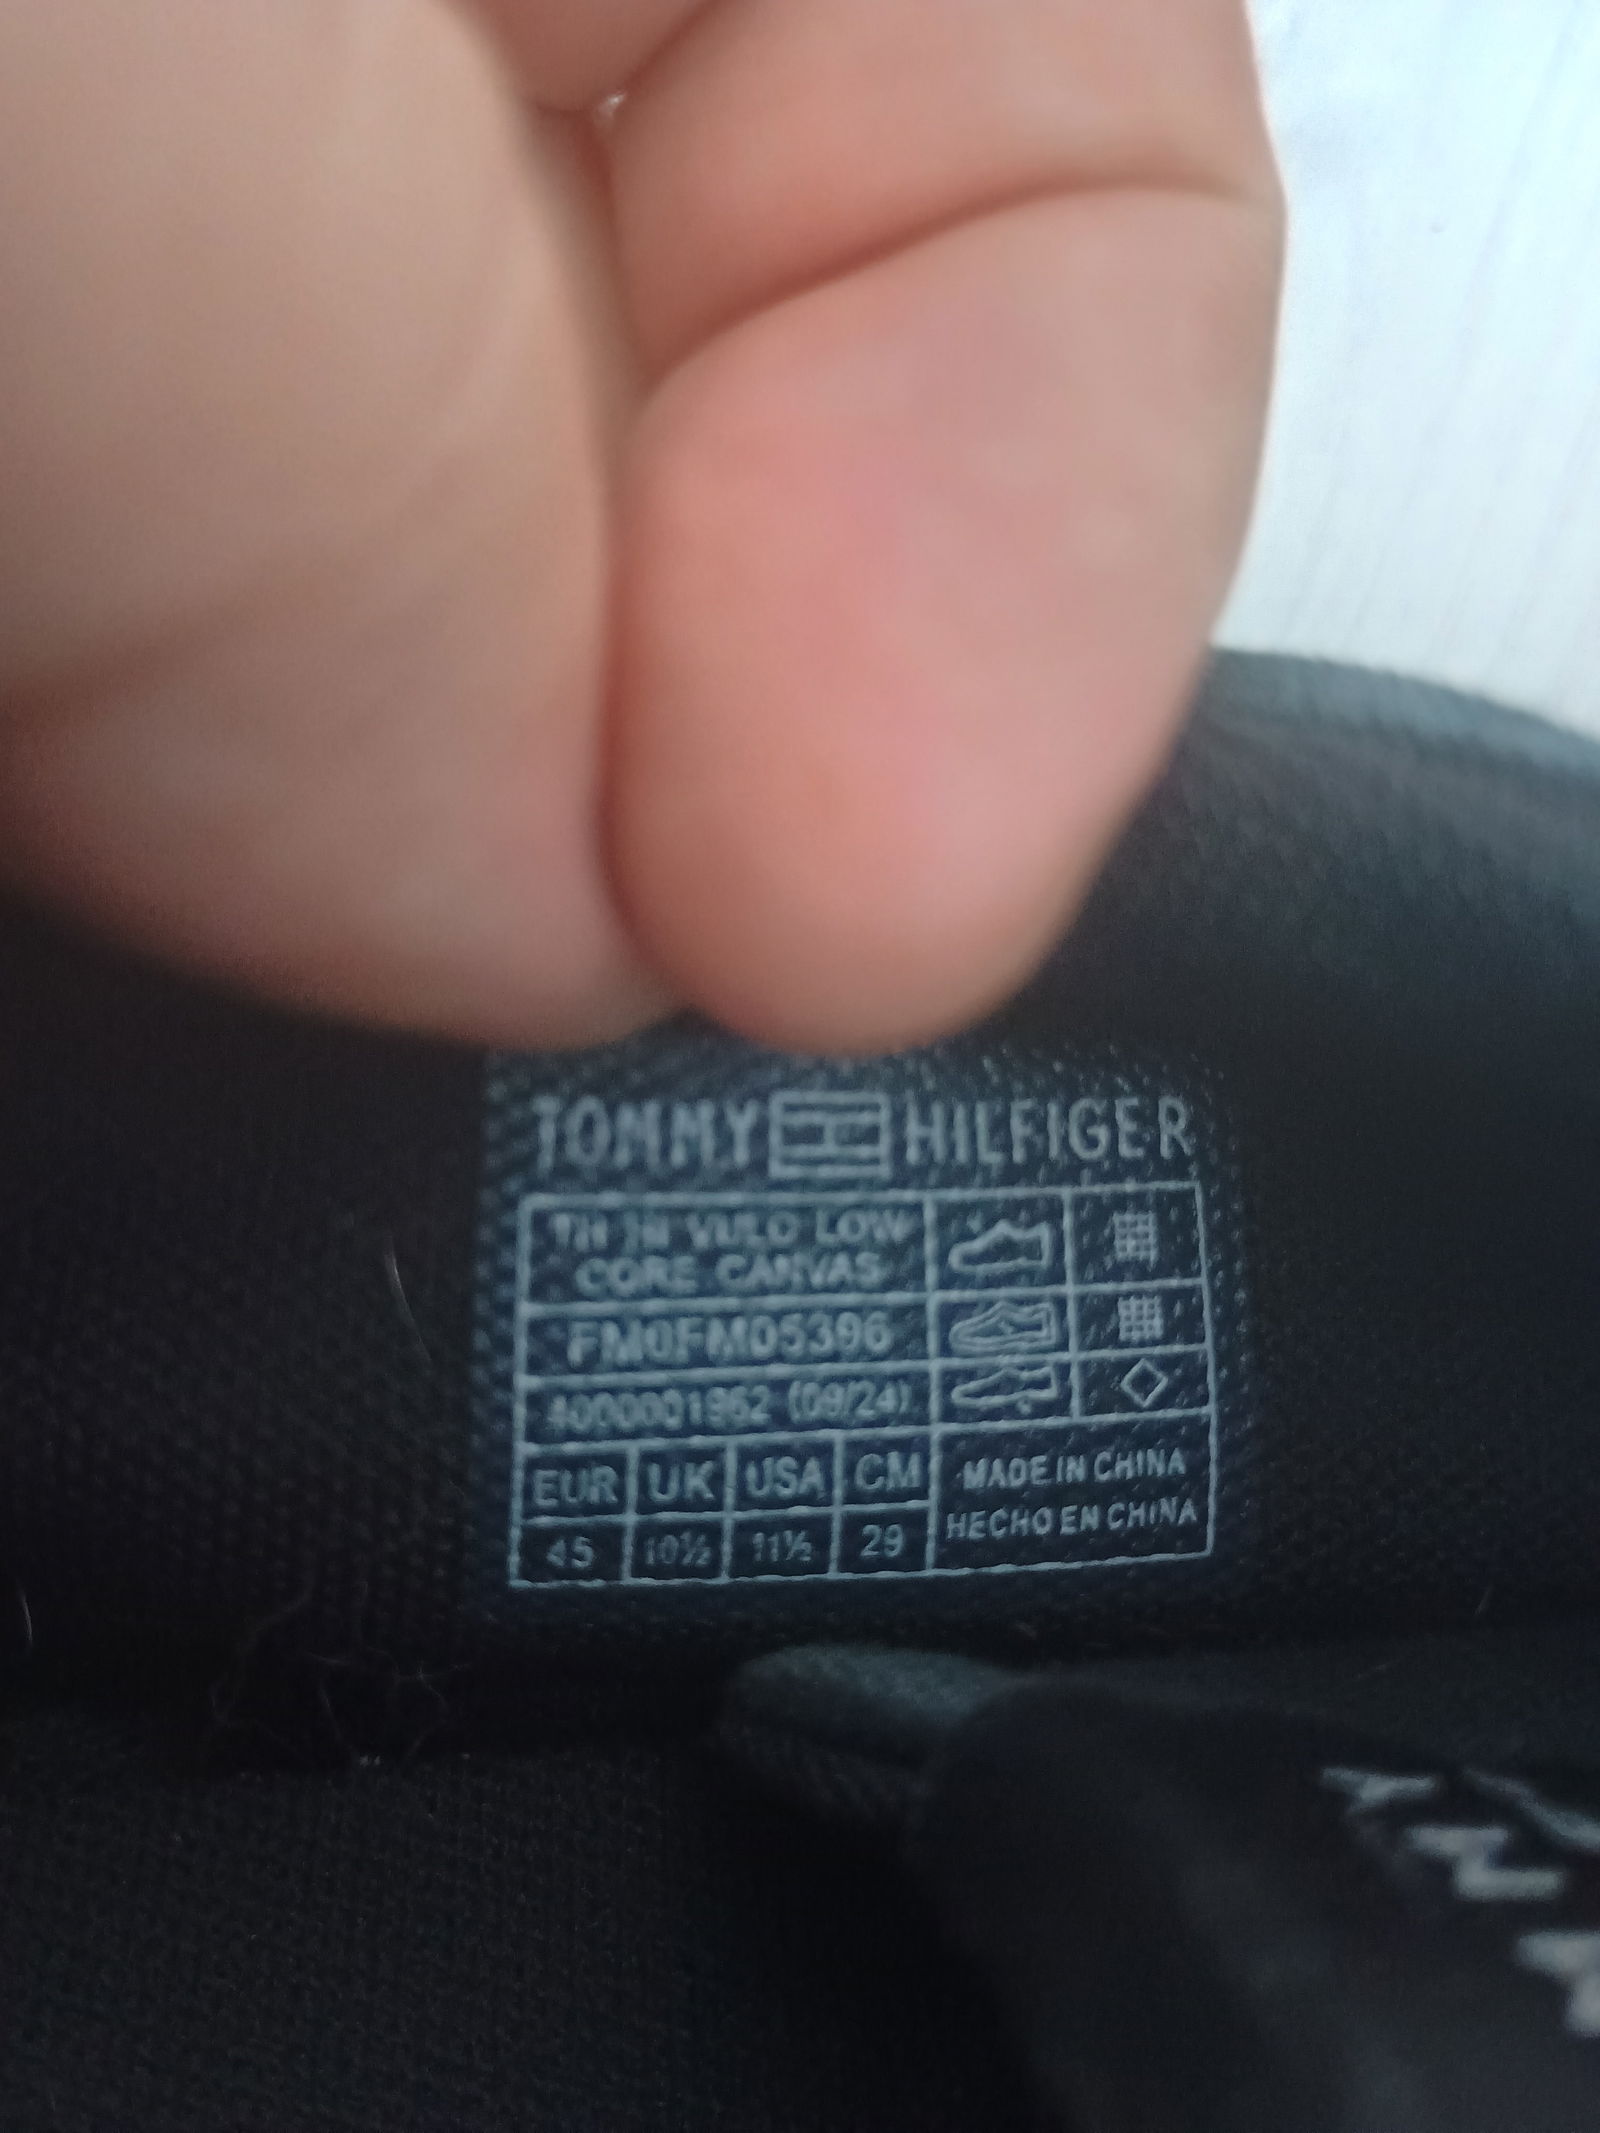 TOMMY HILFIGER
TH HI VULC LOW
CORE CANVAS
FM0FM05396
4000001962 (09/24)
EUR UK USA CM
45 10½ 11½ 29
MADE IN CHINA
HECHO EN CHINA